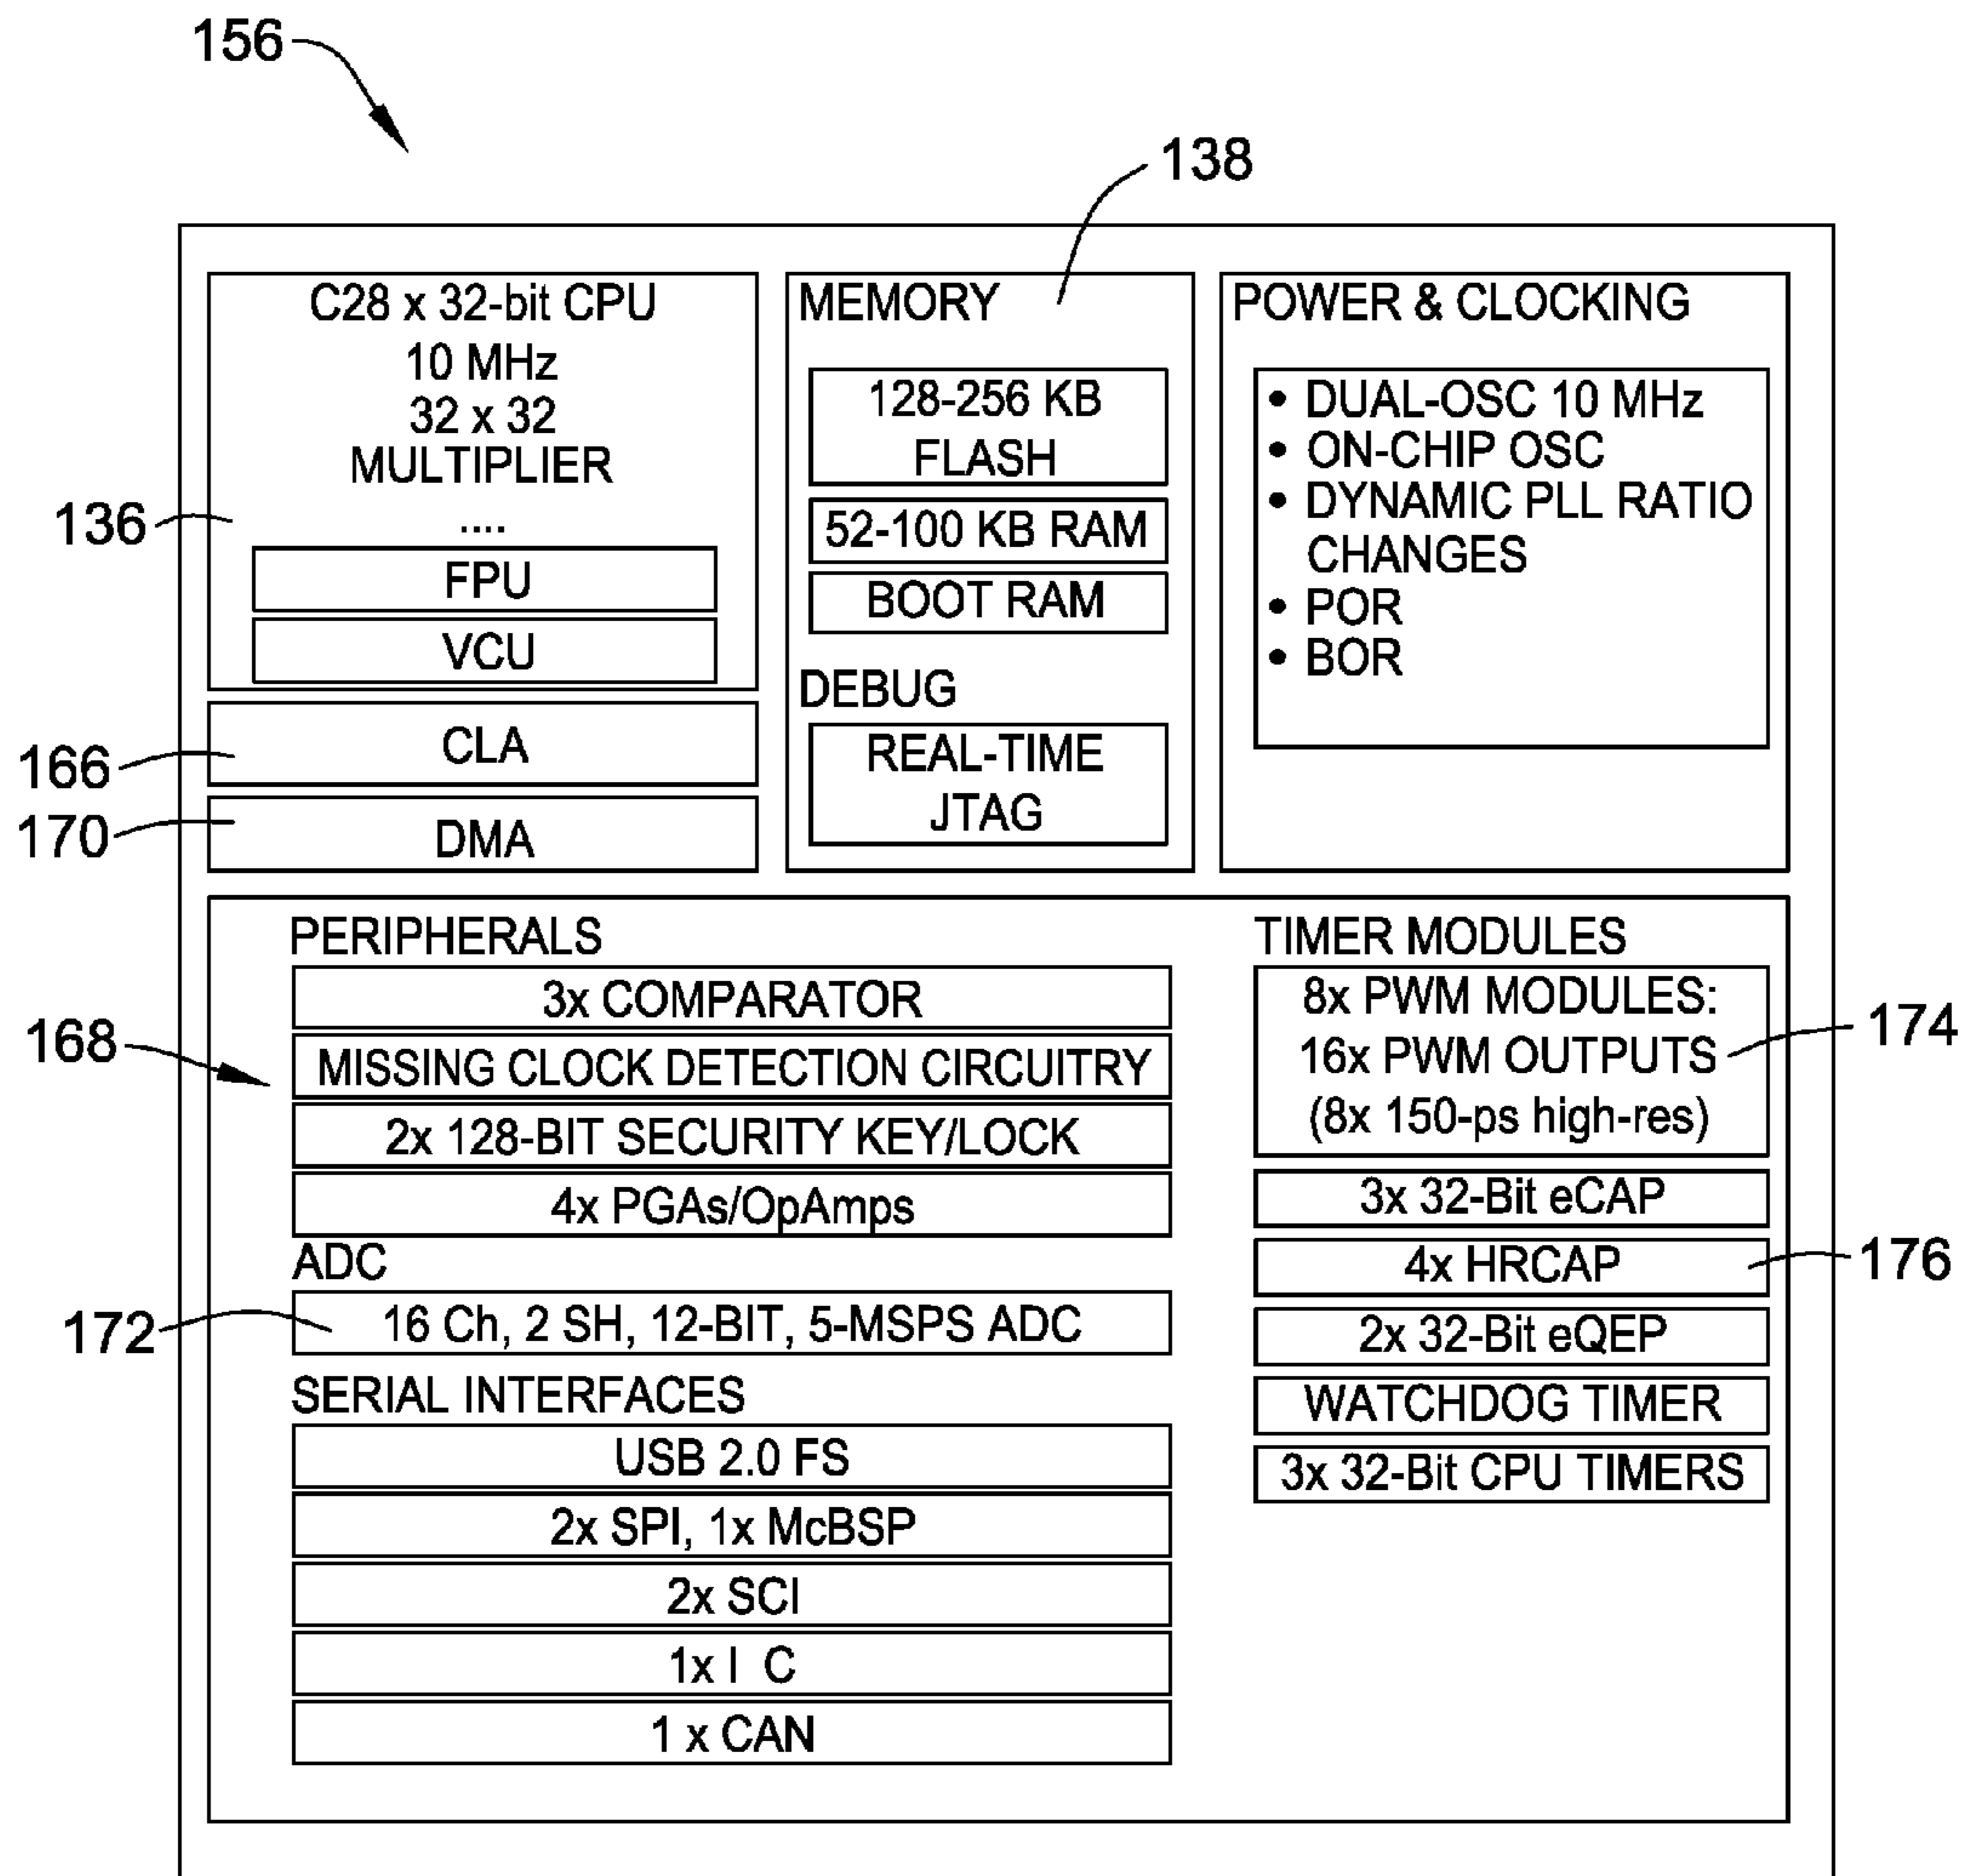 156
138
C28 x 32-bit CPU
10 MHz
32 x 32
MULTIPLIER
....
136
FPU
VCU
166
CLA
170
DMA
MEMORY
128-256 KB
FLASH
52-100 KB RAM
BOOT RAM
DEBUG
REAL-TIME
JTAG
POWER & CLOCKING
• DUAL-OSC 10 MHz
• ON-CHIP OSC
• DYNAMIC PLL RATIO
CHANGES
• POR
• BOR
PERIPHERALS
3x COMPARATOR
168
MISSING CLOCK DETECTION CIRCUITRY
2x 128-BIT SECURITY KEY/LOCK
4x PGAs/OpAmps
ADC
172
16 Ch, 2 SH, 12-BIT, 5-MSPS ADC
SERIAL INTERFACES
USB 2.0 FS
2x SPI, 1x McBSP
2x SCI
1x I C
1 x CAN
TIMER MODULES
8x PWM MODULES:
16x PWM OUTPUTS
(8x 150-ps high-res)
174
3x 32-Bit eCAP
4x HRCAP
176
2x 32-Bit eQEP
WATCHDOG TIMER
3x 32-Bit CPU TIMERS